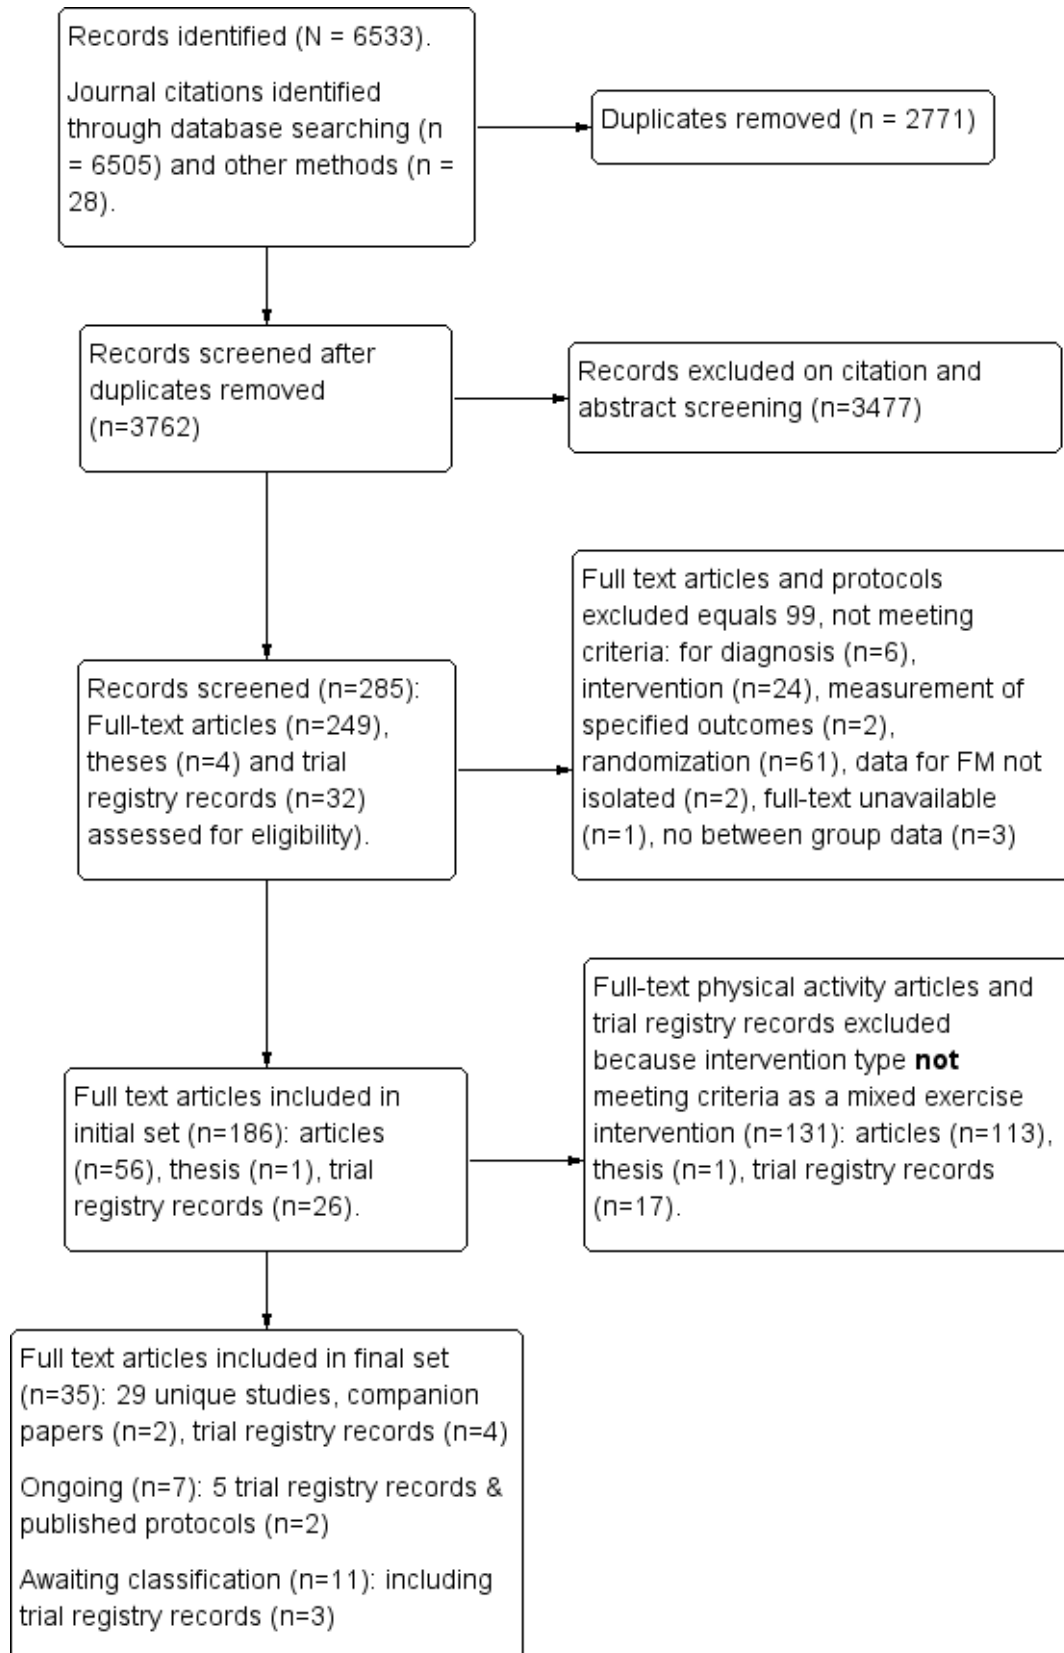 Records identified (N = 6533).
Journal citations identified
through database searching (n
= 6505) and other methods (n =
28).
Duplicates removed (n = 2771)
Records screened after
duplicates removed
(n=3762)
Records excluded on citation and
abstract screening (n=3477)
Records screened (n=285):
Full-text articles (n=249),
theses (n=4) and trial
registry records (n=32)
assessed for eligibility).
Full text articles and protocols
excluded equals 99, not meeting
criteria: for diagnosis (n=6),
intervention (n=24), measurement of
specified outcomes (n=2),
randomization (n=61), data for FM not
isolated (n=2), full-text unavailable
(n=1), no between group data (n=3)
Full text articles included in
initial set (n=186): articles
(n=56), thesis (n=1), trial
registry records (n=26).
Full-text physical activity articles and
trial registry records excluded
because intervention type not
meeting criteria as a mixed exercise
intervention (n=131): articles (n=113),
thesis (n=1), trial registry records
(n=17).
Full text articles included in final set
(n=35): 29 unique studies, companion
papers (n=2), trial registry records (n=4)
Ongoing (n=7): 5 trial registry records &
published protocols (n=2)
Awaiting classification (n=11): including
trial registry records (n=3)